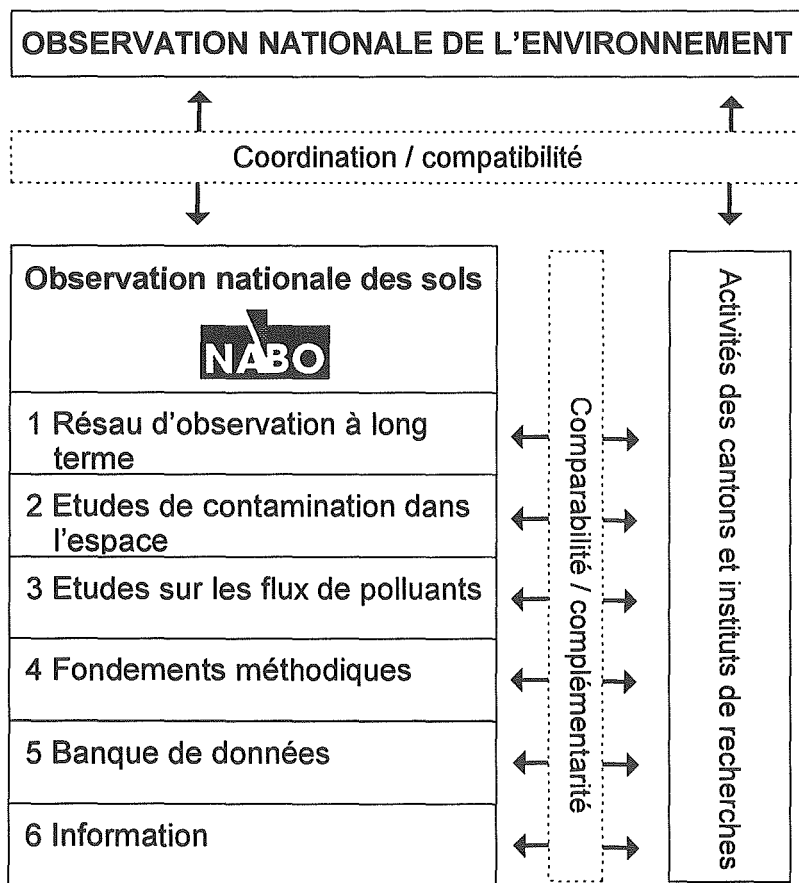 OBSERVATION NATIONALE DE L'ENVIRONNEMENT
Coordination / compatibilité
Observation nationale des sols
NABO
1 Résau d'observation à long
terme
2 Etudes de contamination dans
l'espace
3 Etudes sur les flux de polluants
4 Fondements méthodiques
5 Banque de données
6 Information
Comparabilité / complémentarité
Activités des cantons et instituts de recherches